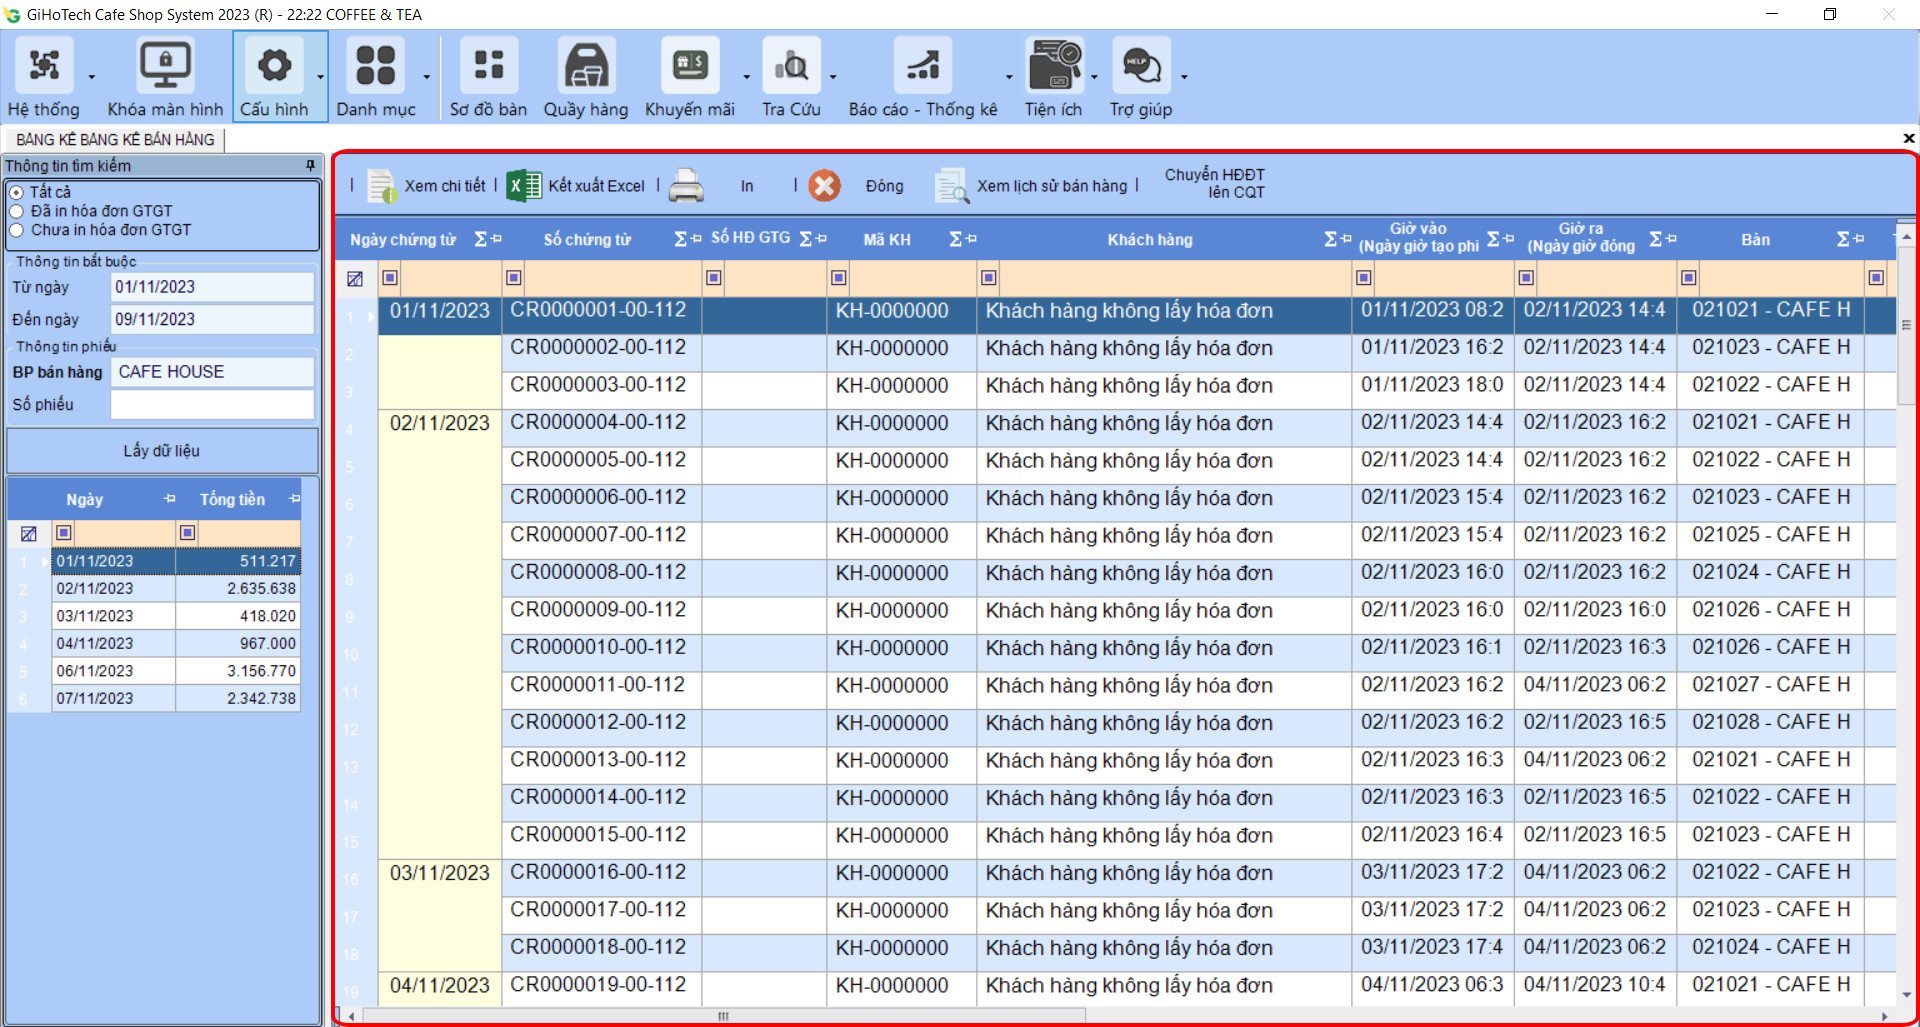 GiHoTech Cafe Shop System 2023 (R) - 22:22 COFFEE & TEA
Hệ thống Khóa màn hình Cấu hình Danh mục Sơ đồ bàn Quầy hàng Khuyến mãi Tra Cứu Báo cáo - Thống kê Tiện ích Trợ giúp
BẢNG KÊ BẢNG KÊ BÁN HÀNG
Thông tin tìm kiếm
Tất cả
Đã in hóa đơn GTGT
Chưa in hóa đơn GTGT
Thông tin bắt buộc
Từ ngày 01/11/2023
Đến ngày 09/11/2023
Thông tin phiếu
BP bán hàng CAFE HOUSE
Số phiếu
Lấy dữ liệu
Ngày Tổng tiền
1 01/11/2023 511.217
2 02/11/2023 2.635.638
3 03/11/2023 418.020
4 04/11/2023 967.000
5 06/11/2023 3.156.770
6 07/11/2023 2.342.738
Xem chi tiết | Kết xuất Excel | In | Đóng Xem lịch sử bán hàng | Chuyển HĐĐT
lên CQT
Ngày chứng từ Số chứng từ Số HĐ GTG Mã KH Khách hàng Giờ vào (Ngày giờ tạo phi Giờ ra (Ngày giờ đóng Bàn
1 01/11/2023 CR0000001-00-112 KH-0000000 Khách hàng không lấy hóa đơn 01/11/2023 08:2 02/11/2023 14:4 021021 - CAFE H
2 CR0000002-00-112 KH-0000000 Khách hàng không lấy hóa đơn 01/11/2023 16:2 02/11/2023 14:4 021023 - CAFE H
3 CR0000003-00-112 KH-0000000 Khách hàng không lấy hóa đơn 01/11/2023 18:0 02/11/2023 14:4 021022 - CAFE H
4 02/11/2023 CR0000004-00-112 KH-0000000 Khách hàng không lấy hóa đơn 02/11/2023 14:4 02/11/2023 16:2 021021 - CAFE H
5 CR0000005-00-112 KH-0000000 Khách hàng không lấy hóa đơn 02/11/2023 14:4 02/11/2023 16:2 021022 - CAFE H
6 CR0000006-00-112 KH-0000000 Khách hàng không lấy hóa đơn 02/11/2023 15:4 02/11/2023 16:2 021023 - CAFE H
7 CR0000007-00-112 KH-0000000 Khách hàng không lấy hóa đơn 02/11/2023 15:4 02/11/2023 16:2 021025 - CAFE H
8 CR0000008-00-112 KH-0000000 Khách hàng không lấy hóa đơn 02/11/2023 16:0 02/11/2023 16:2 021024 - CAFE H
9 CR0000009-00-112 KH-0000000 Khách hàng không lấy hóa đơn 02/11/2023 16:0 02/11/2023 16:0 021026 - CAFE H
10 CR0000010-00-112 KH-0000000 Khách hàng không lấy hóa đơn 02/11/2023 16:1 02/11/2023 16:3 021026 - CAFE H
11 CR0000011-00-112 KH-0000000 Khách hàng không lấy hóa đơn 02/11/2023 16:2 04/11/2023 06:2 021027 - CAFE H
12 CR0000012-00-112 KH-0000000 Khách hàng không lấy hóa đơn 02/11/2023 16:2 02/11/2023 16:5 021028 - CAFE H
13 CR0000013-00-112 KH-0000000 Khách hàng không lấy hóa đơn 02/11/2023 16:3 04/11/2023 06:2 021021 - CAFE H
14 CR0000014-00-112 KH-0000000 Khách hàng không lấy hóa đơn 02/11/2023 16:3 02/11/2023 16:5 021022 - CAFE H
15 CR0000015-00-112 KH-0000000 Khách hàng không lấy hóa đơn 02/11/2023 16:4 02/11/2023 16:5 021023 - CAFE H
16 03/11/2023 CR0000016-00-112 KH-0000000 Khách hàng không lấy hóa đơn 03/11/2023 17:2 04/11/2023 06:2 021022 - CAFE H
17 CR0000017-00-112 KH-0000000 Khách hàng không lấy hóa đơn 03/11/2023 17:2 04/11/2023 06:2 021023 - CAFE H
18 CR0000018-00-112 KH-0000000 Khách hàng không lấy hóa đơn 03/11/2023 17:4 04/11/2023 06:2 021024 - CAFE H
19 04/11/2023 CR0000019-00-112 KH-0000000 Khách hàng không lấy hóa đơn 04/11/2023 06:3 04/11/2023 10:4 021021 - CAFE H